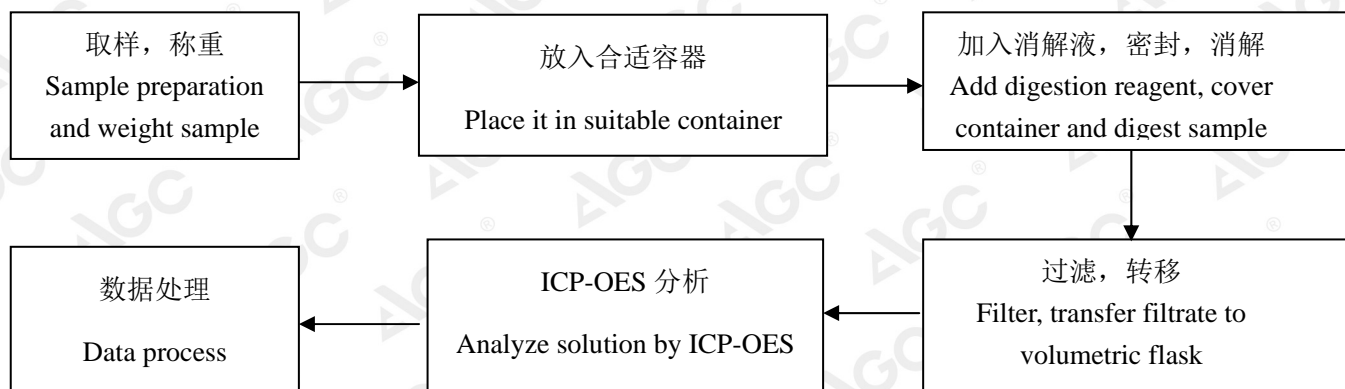 取样，称重
Sample preparation
and weight sample
放入合适容器
Place it in suitable container
加入消解液，密封，消解
Add digestion reagent, cover
container and digest sample
过滤，转移
Filter, transfer filtrate to
volumetric flask
ICP-OES 分析
Analyze solution by ICP-OES
数据处理
Data process
AGC